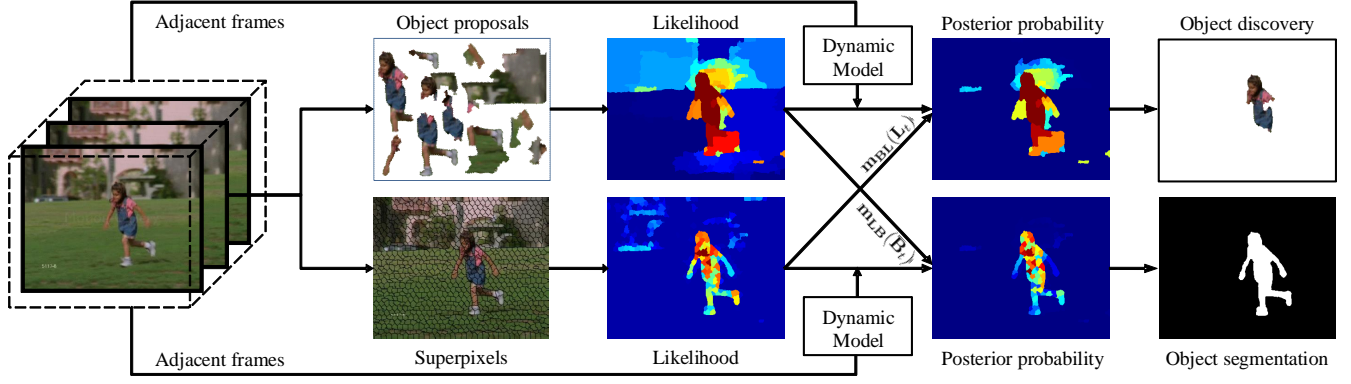 Adjacent frames
Object proposals
Likelihood
Posterior probability
Object discovery
Dynamic
Model
m_BL(L_t)
m_LB(B_t)
Dynamic
Model
Adjacent frames
Superpixels
Likelihood
Posterior probability
Object segmentation